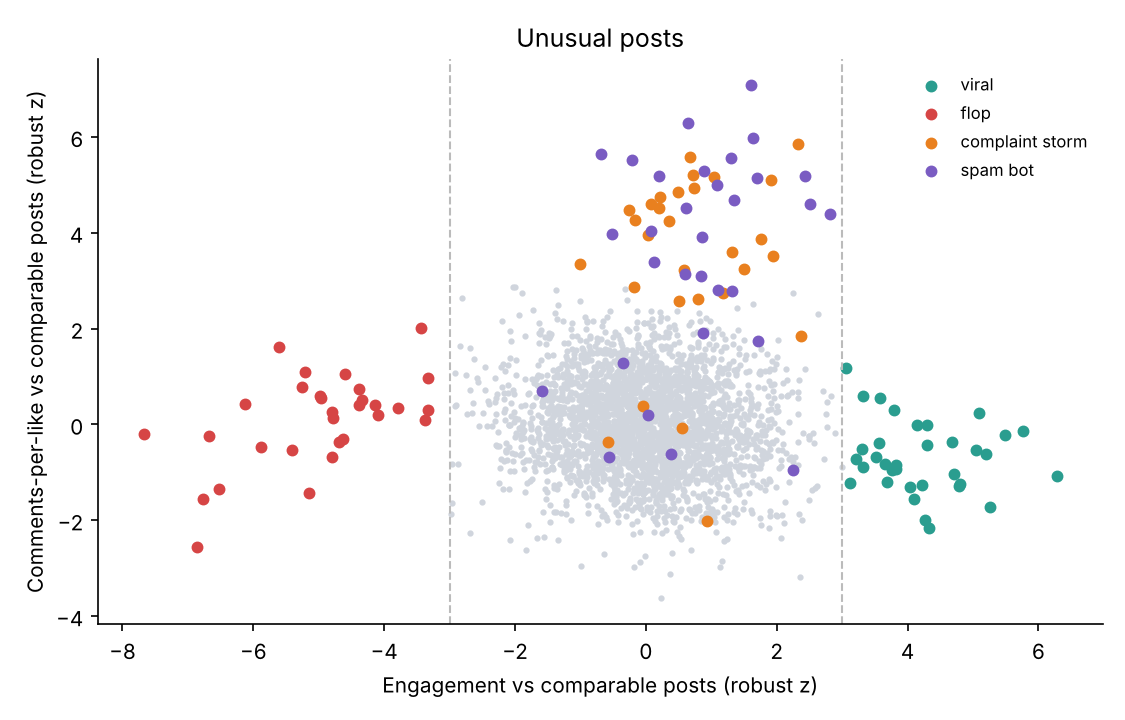 Unusual posts
viral
flop
complaint storm
spam bot
Comments-per-like vs comparable posts (robust z)
6
4
2
0
−2
−4
−8
−6
−4
−2
0
2
4
6
Engagement vs comparable posts (robust z)